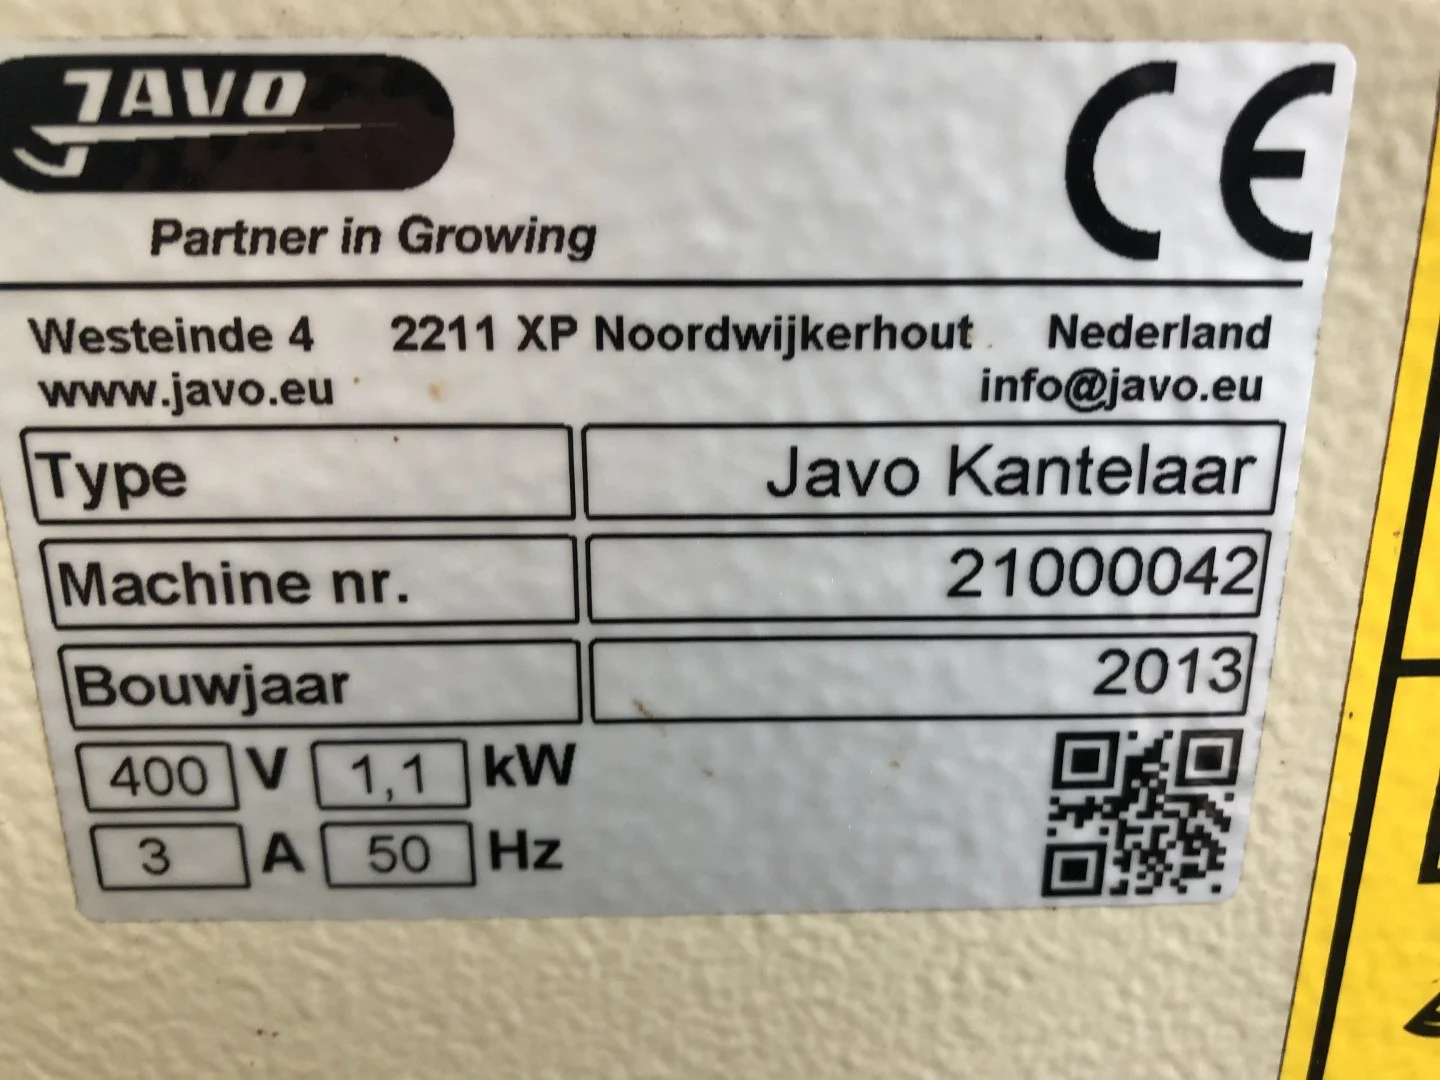 JAVO
CE
Partner in Growing
Westeinde 4 2211 XP Noordwijkerhout Nederland
www.javo.eu info@javo.eu
Type Javo Kantelaar
Machine nr. 21000042
Bouwjaar 2013
400 V 1,1 kW
3 A 50 Hz